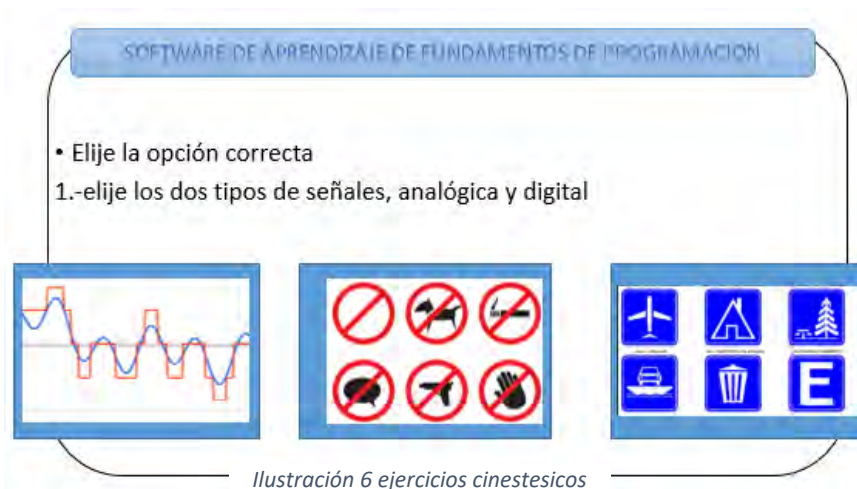 SOFTWARE DE APRENDIZAJE DE FUNDAMENTOS DE PROGRAMACION
• Elije la opción correcta
1.-elije los dos tipos de señales, analógica y digital
E
Ilustración 6 ejercicios cinestesicos